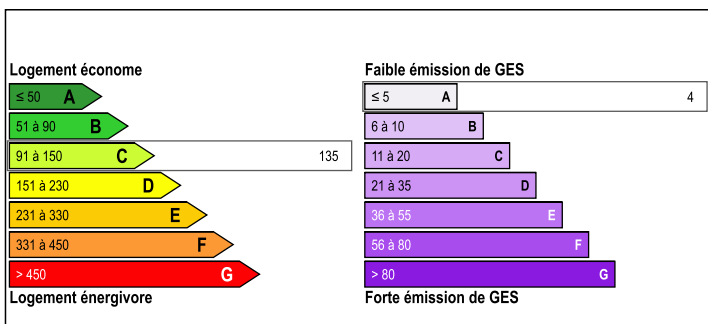 Logement économe
≤ 50 A
51 à 90 B
91 à 150 C 135
151 à 230 D
231 à 330 E
331 à 450 F
> 450 G
Logement énergivore
Faible émission de GES
≤ 5 A 4
6 à 10 B
11 à 20 C
21 à 35 D
36 à 55 E
56 à 80 F
> 80 G
Forte émission de GES